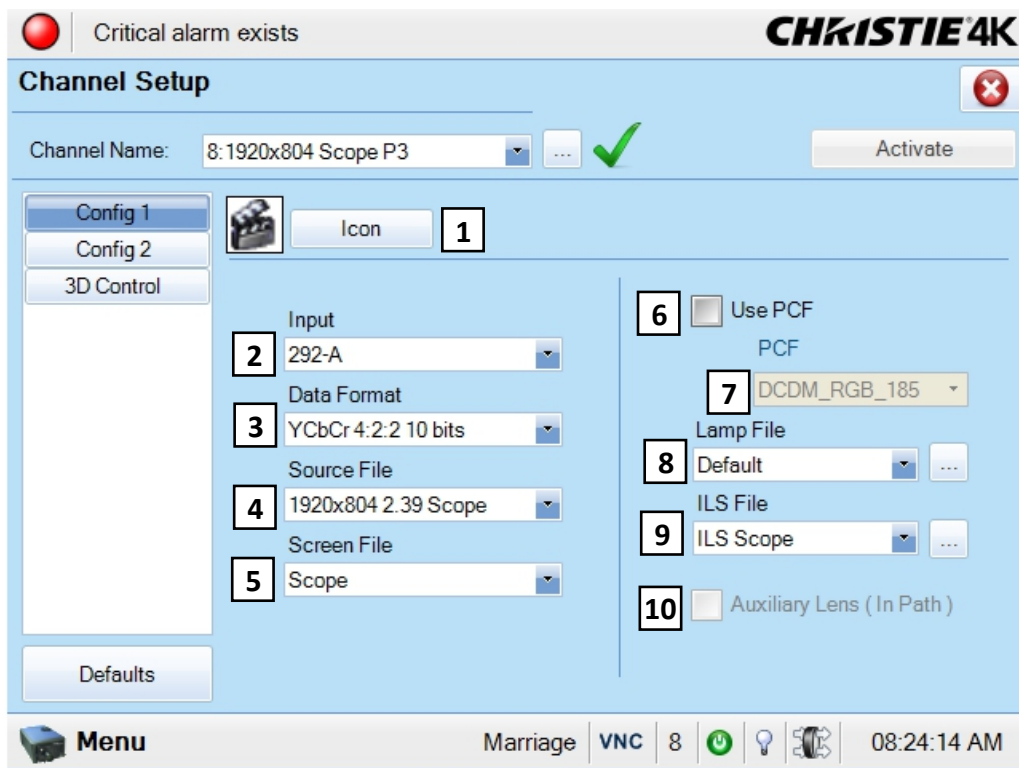 Critical alarm exists
CHRISTIE 4K
Channel Setup
Channel Name: 8:1920x804 Scope P3 ... Activate
Config 1
Config 2
3D Control
Icon 1
Input
2 292-A
Data Format
3 YCbCr 4:2:2 10 bits
Source File
4 1920x804 2.39 Scope
Screen File
5 Scope
6 Use PCF
PCF
7 DCDM_RGB_185
Lamp File
8 Default ...
ILS File
9 ILS Scope ...
10 Auxiliary Lens ( In Path )
Defaults
Menu Marriage VNC 8 08:24:14 AM